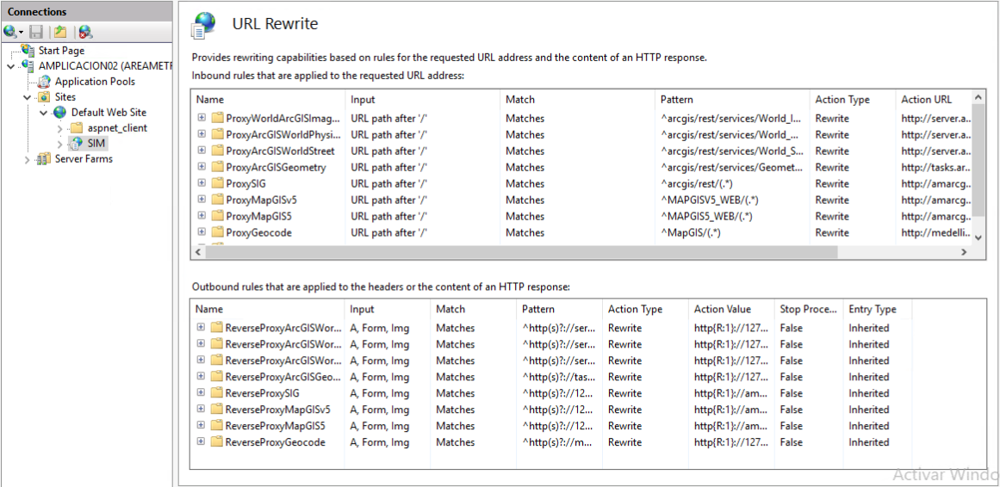 Connections
Start Page
AMPLICACION02 (AREAMETR
Application Pools
Sites
Default Web Site
aspnet_client
SIM
Server Farms
URL Rewrite
Provides rewriting capabilities based on rules for the requested URL address and the content of an HTTP response.
Inbound rules that are applied to the requested URL address:
Name Input Match Pattern Action Type Action URL
ProxyWorldArcGISImag... URL path after '/' Matches ^arcgis/rest/services/World_I... Rewrite http://server.a...
ProxyArcGISWorldPhysi... URL path after '/' Matches ^arcgis/rest/services/World_... Rewrite http://server.a...
ProxyArcGISWorldStreet URL path after '/' Matches ^arcgis/rest/services/World_S... Rewrite http://server.a...
ProxyArcGISGeometry URL path after '/' Matches ^arcgis/rest/services/Geomet... Rewrite http://tasks.ar...
ProxySIG URL path after '/' Matches ^arcgis/rest/(.*) Rewrite http://amarcg...
ProxyMapGISv5 URL path after '/' Matches ^MAPGISV5_WEB/(.*) Rewrite http://amarcg...
ProxyMapGIS5 URL path after '/' Matches ^MAPGIS5_WEB/(.*) Rewrite http://amarcg...
ProxyGeocode URL path after '/' Matches ^MapGIS/(.*) Rewrite http://medelli...
Outbound rules that are applied to the headers or the content of an HTTP response:
Name Input Match Pattern Action Type Action Value Stop Proce... Entry Type
ReverseProxyArcGISWor... A, Form, Img Matches ^http(s)?://ser... Rewrite http{R:1}://127... False Inherited
ReverseProxyArcGISWor... A, Form, Img Matches ^http(s)?://ser... Rewrite http{R:1}://127... False Inherited
ReverseProxyArcGISWor... A, Form, Img Matches ^http(s)?://ser... Rewrite http{R:1}://127... False Inherited
ReverseProxyArcGISGeo... A, Form, Img Matches ^http(s)?://tas... Rewrite http{R:1}://127... False Inherited
ReverseProxySIG A, Form, Img Matches ^http(s)?://12... Rewrite http{R:1}://am... False Inherited
ReverseProxyMapGISv5 A, Form, Img Matches ^http(s)?://12... Rewrite http{R:1}://am... False Inherited
ReverseProxyMapGIS5 A, Form, Img Matches ^http(s)?://12... Rewrite http{R:1}://am... False Inherited
ReverseProxyGeocode A, Form, Img Matches ^http(s)?://m... Rewrite http{R:1}://127... False Inherited
Activar Windo